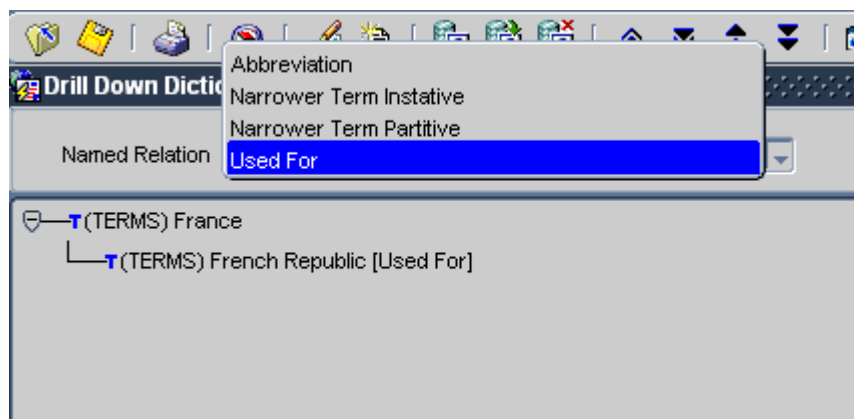 Abbreviation
Drill Down Dictio
Narrower Term Instative
Narrower Term Partitive
Named Relation
Used For
T (TERMS) France
T (TERMS) French Republic [Used For]